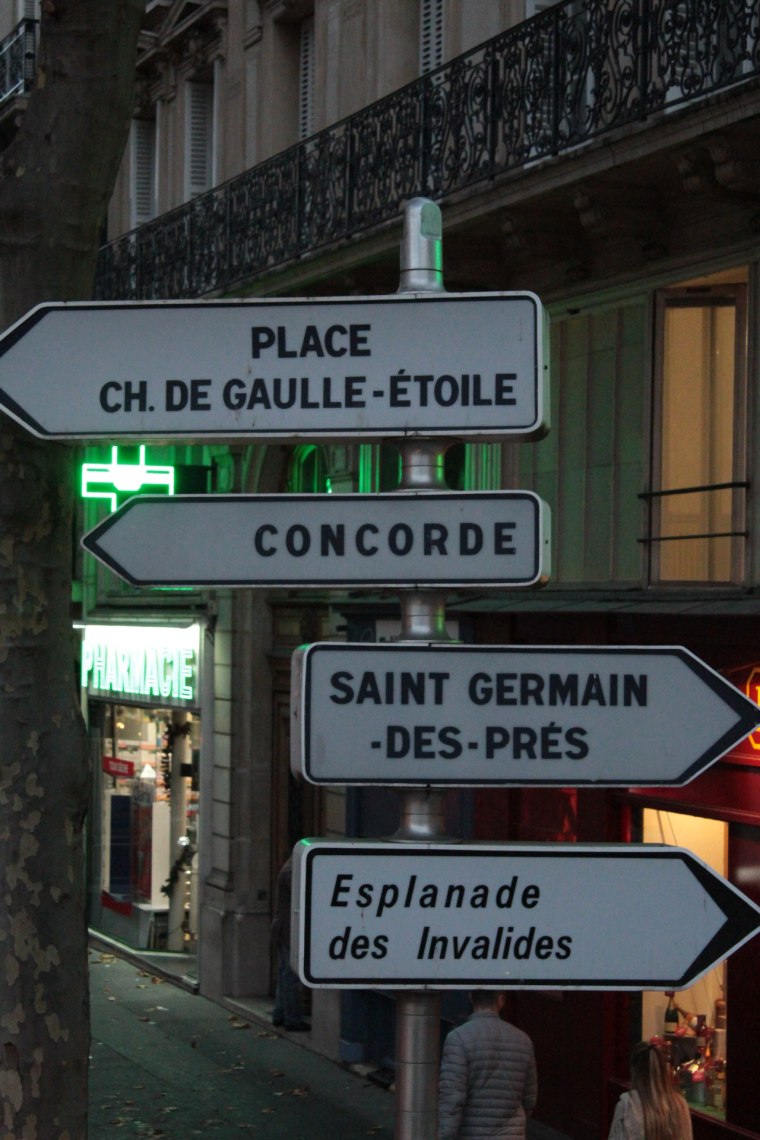 PLACE
CH. DE GAULLE-ÉTOILE
CONCORDE
PHARMACIE
SAINT GERMAIN
-DES-PRÉS
Esplanade
des Invalides